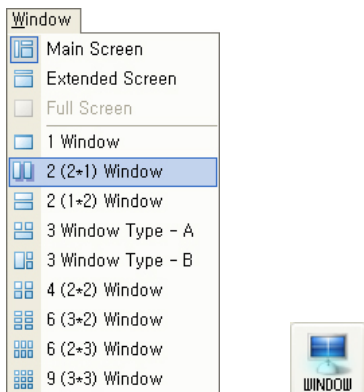 Window
Main Screen
Extended Screen
Full Screen
1 Window
2 (2*1) Window
2 (1*2) Window
3 Window Type - A
3 Window Type - B
4 (2*2) Window
6 (3*2) Window
6 (2*3) Window
9 (3*3) Window
WINDOW